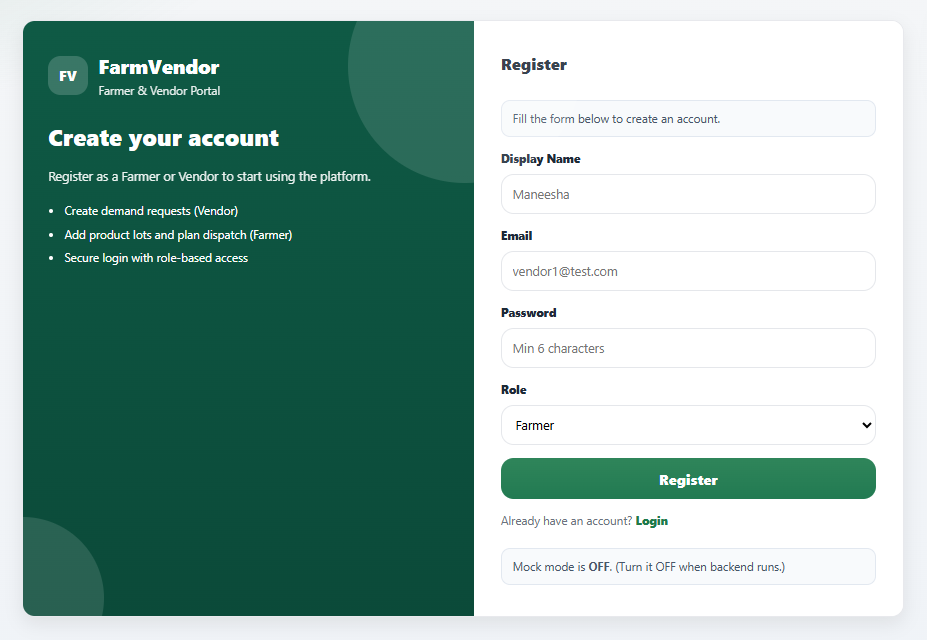 FV
FarmVendor
Farmer & Vendor Portal
Create your account
Register as a Farmer or Vendor to start using the platform.
• Create demand requests (Vendor)
• Add product lots and plan dispatch (Farmer)
• Secure login with role-based access
Register
Fill the form below to create an account.
Display Name
Maneesha
Email
vendor1@test.com
Password
Min 6 characters
Role
Farmer
Register
Already have an account? Login
Mock mode is OFF. (Turn it OFF when backend runs.)